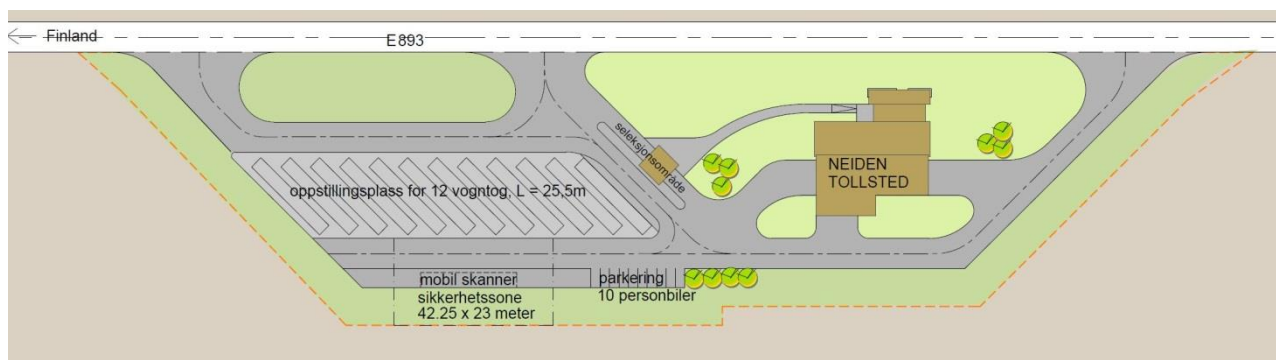 Finland
E893
seleksjonsområde
NEIDEN
TOLLSTED
oppstillingsplass for 12 vogntog, L = 25,5m
mobil skanner
sikkerhetssone
42.25 x 23 meter
parkering
10 personbiler